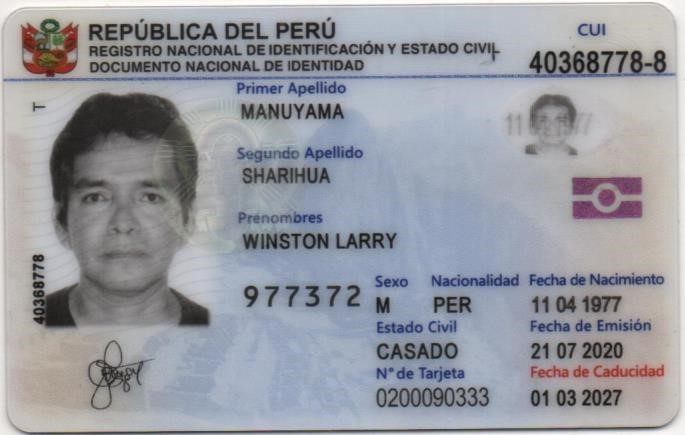 REPÚBLICA DEL PERÚ
REGISTRO NACIONAL DE IDENTIFICACIÓN Y ESTADO CIVIL
DOCUMENTO NACIONAL DE IDENTIDAD
CUI
40368778-8
T
Primer Apellido
MANUYAMA
11 1977
Segundo Apellido
SHARIHUA
Prenombres
WINSTON LARRY
40368778
977372
Sexo Nacionalidad Fecha de Nacimiento
M PER 11 04 1977
Estado Civil Fecha de Emisión
CASADO 21 07 2020
N° de Tarjeta Fecha de Caducidad
0200090333 01 03 2027